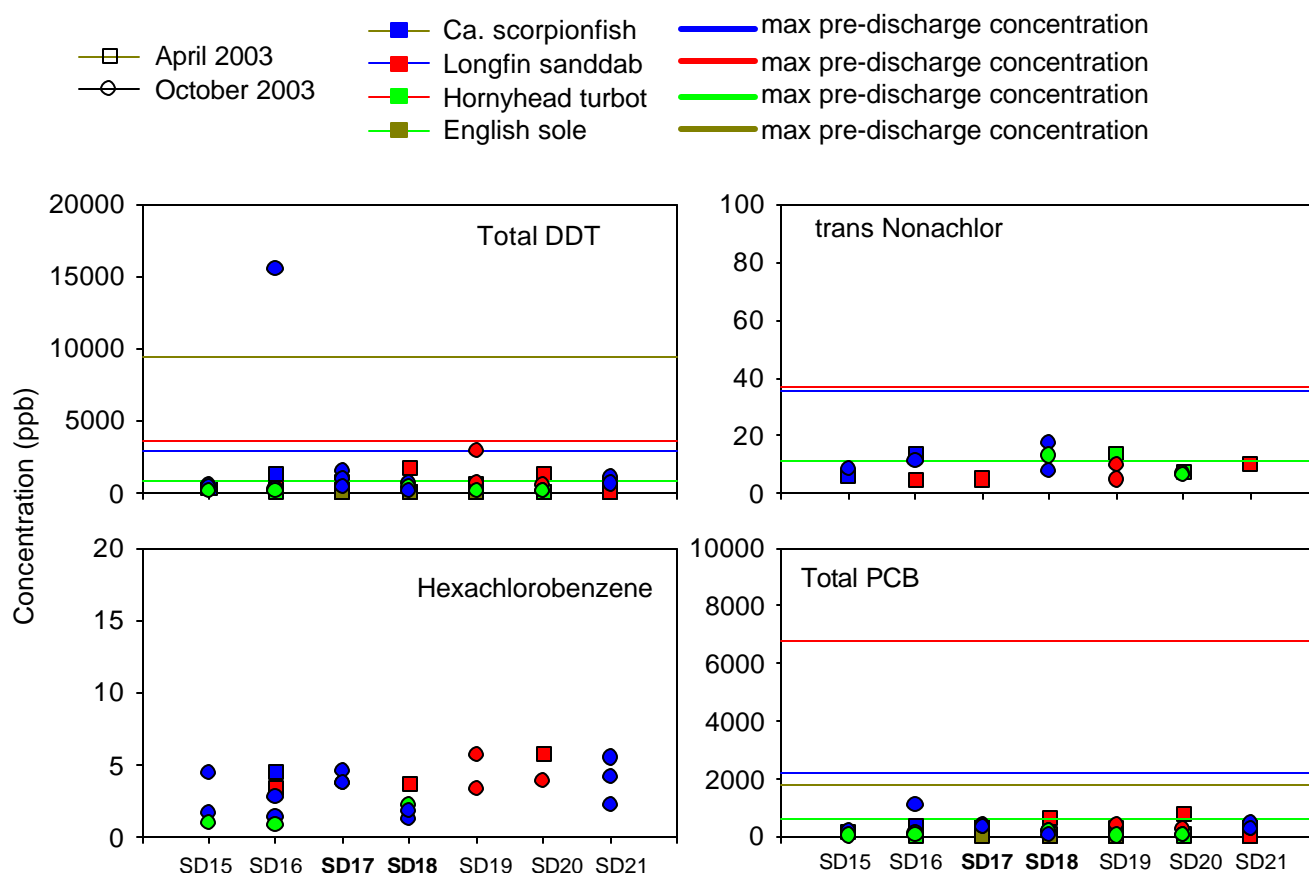 April 2003
October 2003
Ca. scorpionfish
Longfin sanddab
Hornyhead turbot
English sole
max pre-discharge concentration
max pre-discharge concentration
max pre-discharge concentration
max pre-discharge concentration
Concentration (ppb)
20000
15000
10000
5000
0
Total DDT
100
80
60
40
20
0
trans Nonachlor
20
15
10
5
0
Hexachlorobenzene
SD15 SD16 SD17 SD18 SD19 SD20 SD21
10000
8000
6000
4000
2000
0
Total PCB
SD15 SD16 SD17 SD18 SD19 SD20 SD21